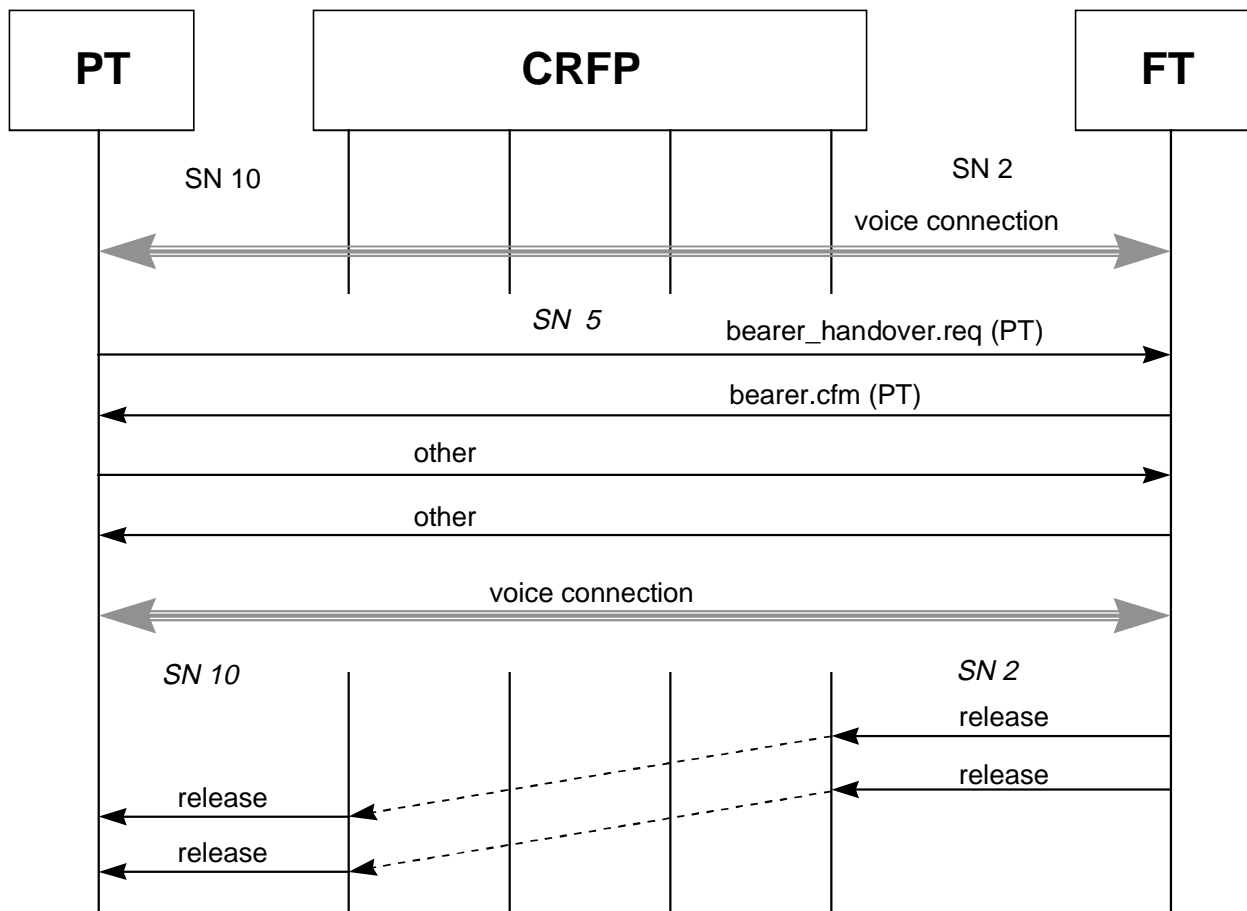 PT
CRFP
FT
SN 10
SN 2
voice connection
SN 5
bearer_handover.req (PT)
bearer.cfm (PT)
other
other
voice connection
SN 10
SN 2
release
release
release
release